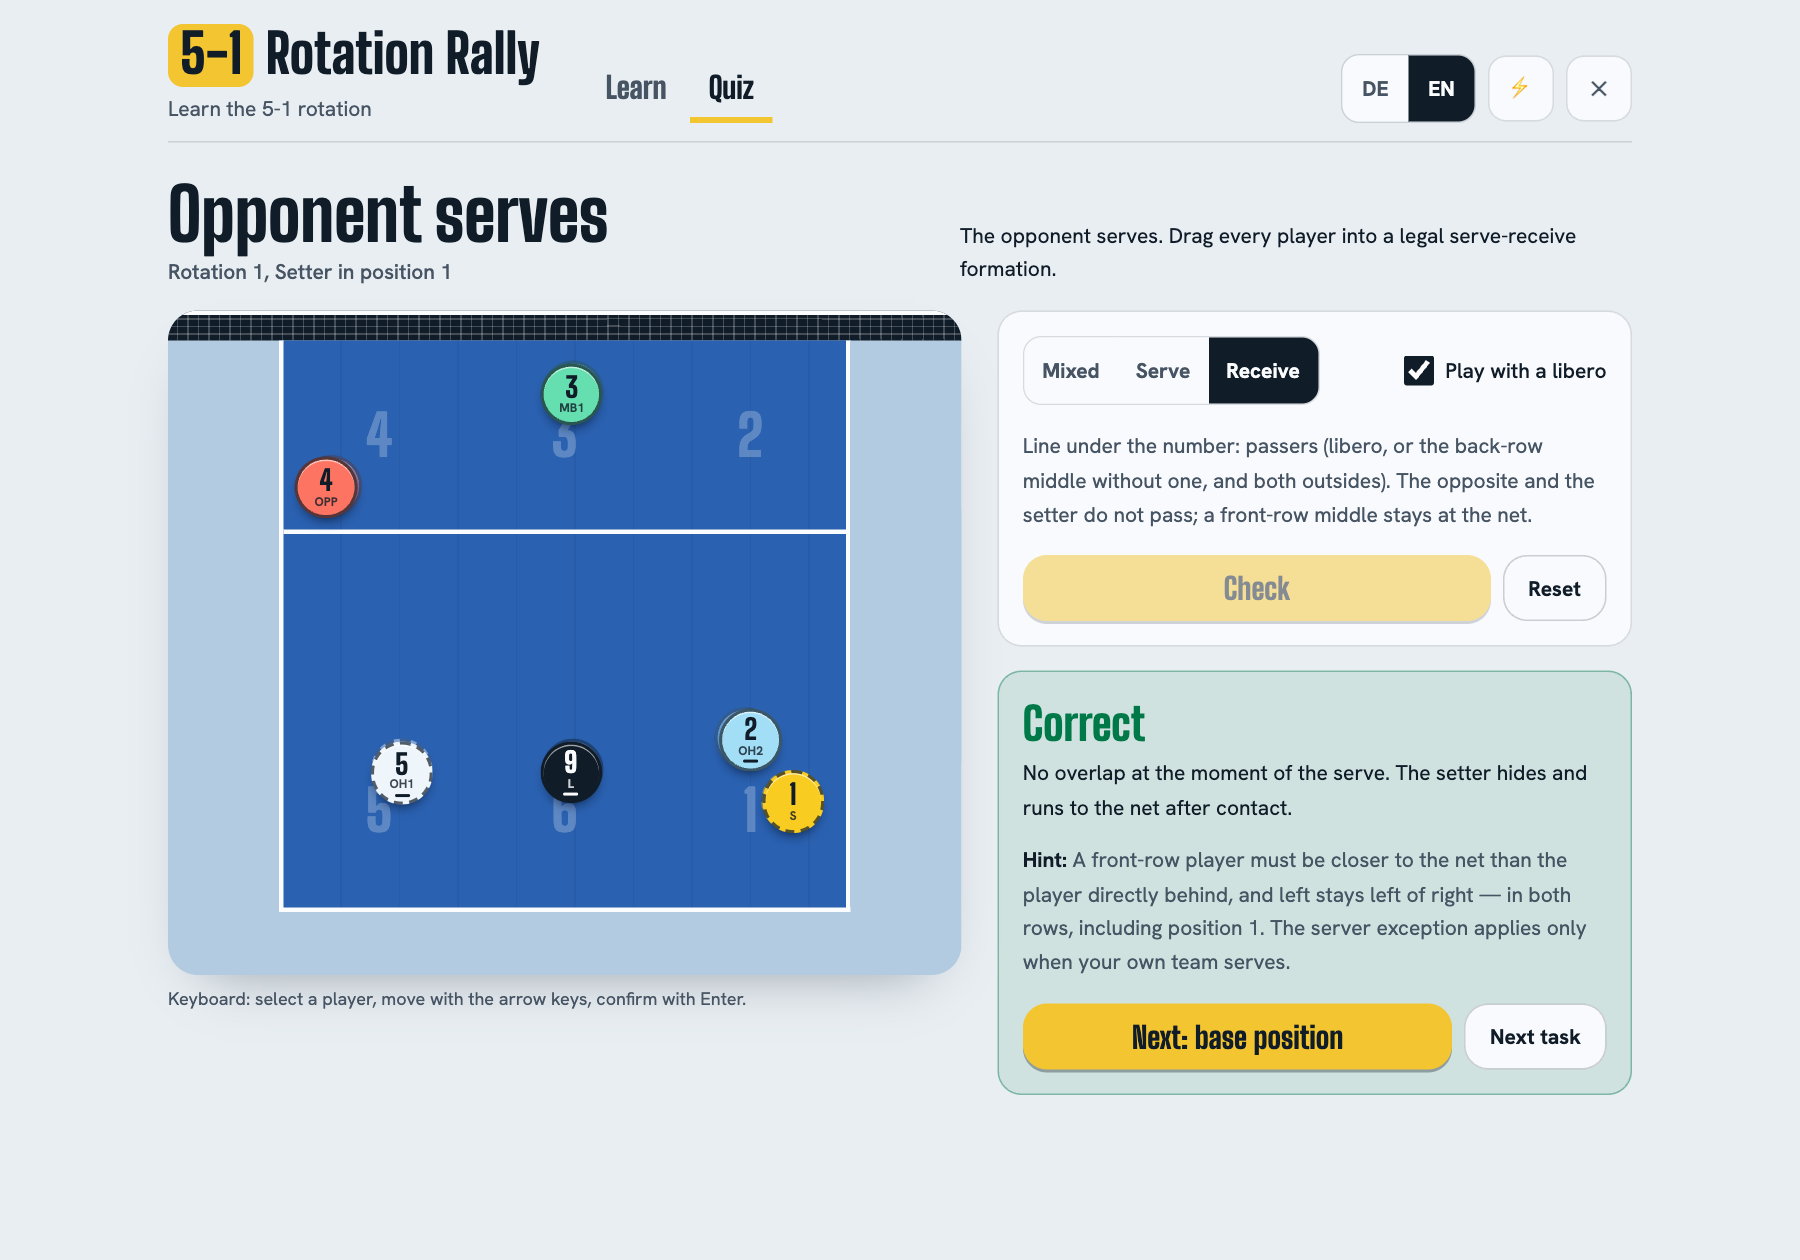 5-1 Rotation Rally
Learn the 5-1 rotation
Learn
Quiz
DE
EN
Opponent serves
Rotation 1, Setter in position 1
The opponent serves. Drag every player into a legal serve-receive
formation.
3
MB1
4
3
2
4
OPP
2
OH2
5
OH1
9
L
1
S
5
6
1
Keyboard: select a player, move with the arrow keys, confirm with Enter.
Mixed
Serve
Receive
Play with a libero
Line under the number: passers (libero, or the back-row
middle without one, and both outsides). The opposite and the
setter do not pass; a front-row middle stays at the net.
Check
Reset
Correct
No overlap at the moment of the serve. The setter hides and
runs to the net after contact.
Hint: A front-row player must be closer to the net than the
player directly behind, and left stays left of right — in both
rows, including position 1. The server exception applies only
when your own team serves.
Next: base position
Next task